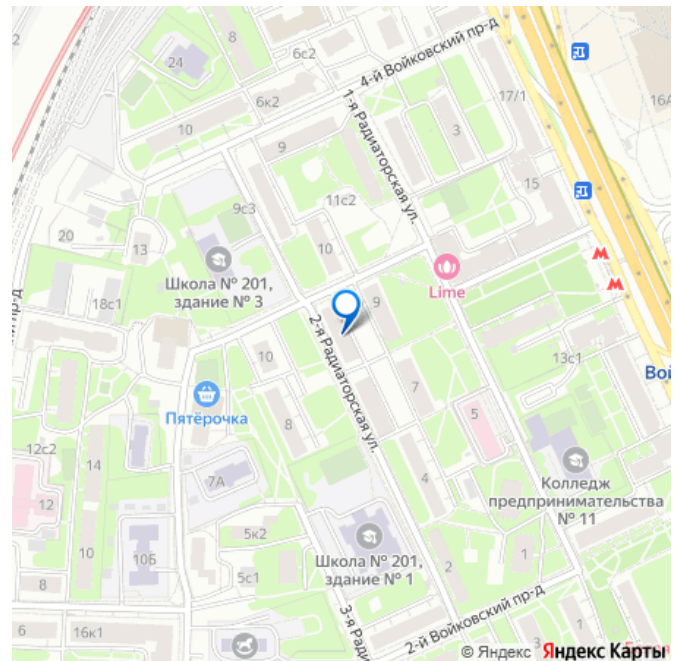 8
24
6с2
4-й Войковский пр-д
6к2
17/1
16А
10
1-я Радиаторская ул.
3
9
11с2
15
9с3
20
13
10
Школа № 201,
здание № 3
Lime
18с1
9
2-я Радиаторская ул.
10
13с1
Вой
Пятёрочка
7
5
8
12с2
14
7А
4
Колледж
предпринимательства
№ 11
12
5к2
10
10Б
Школа № 201,
здание № 1
1
2
5с1
8
3-я Ради
2-й Войковский пр-д
1
2
6
16к1
3
© Яндекс Яндекс Карты